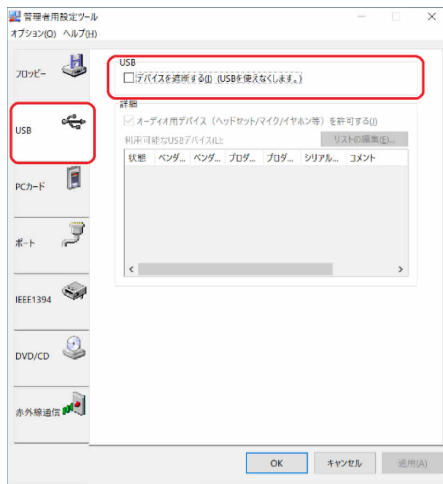 管理者用設定ツール
オプション(O) ヘルプ(H)
フロッピー
USB
PCカード
ポート
IEEE1394
DVD/CD
赤外線通信
USB
デバイスを遮断する(I) (USBを使えなくします。)
詳細
オーディオ用デバイス（ヘッドセット/マイク/イヤホン等）を許可する(J)
利用可能なUSBデバイス(L):
リストの編集(E)...
状態 ベンダ... ベンダ... プロダ... プロダ... シリアル... コメント
OK キャンセル 適用(A)